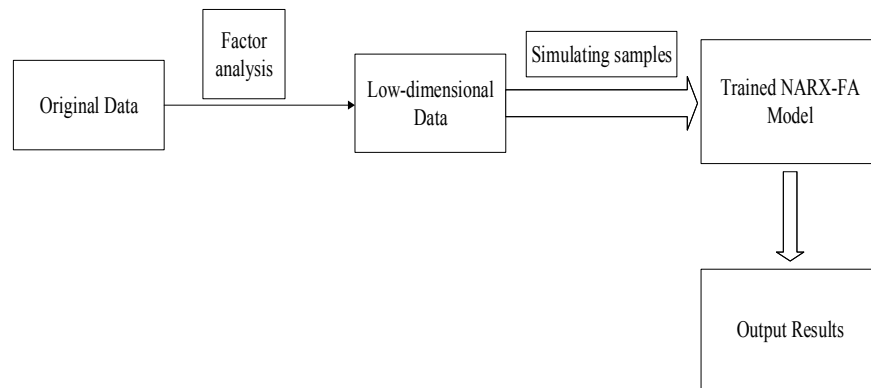 Factor
analysis
Simulating samples
Original Data
Low-dimensional
Data
Trained NARX-FA
Model
Output Results